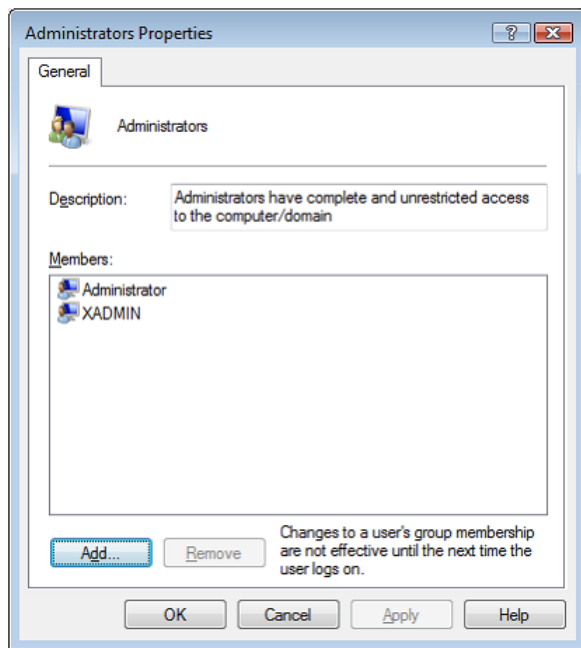 Administrators Properties
General
Administrators
Description:
Administrators have complete and unrestricted access
to the computer/domain
Members:
Administrator
XADMIN
Add...
Remove
Changes to a user's group membership
are not effective until the next time the
user logs on.
OK
Cancel
Apply
Help